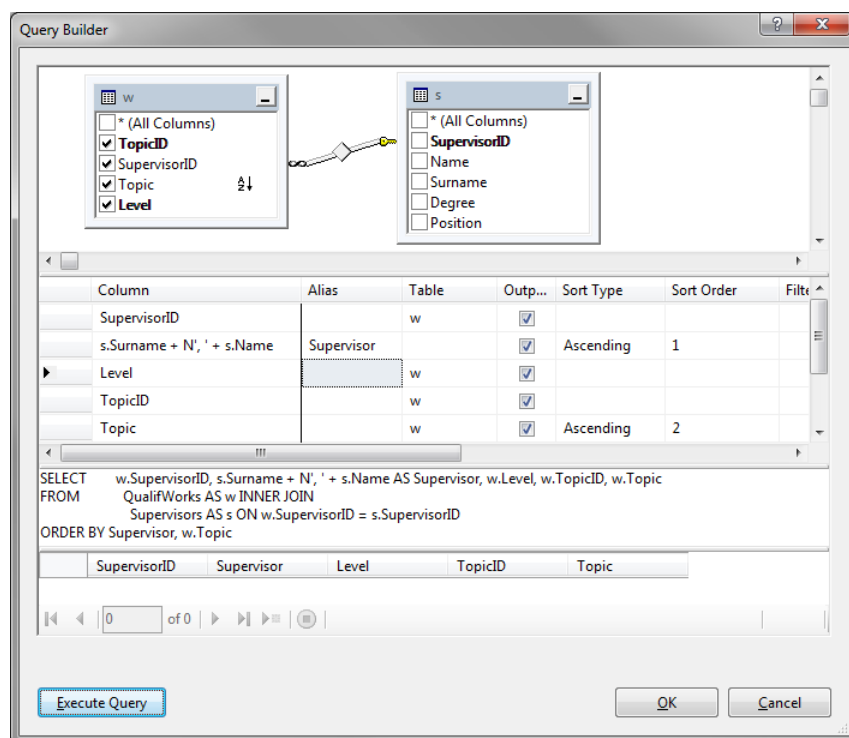 Query Builder
w
s
* (All Columns)
TopicID
SupervisorID
Topic
Level
* (All Columns)
SupervisorID
Name
Surname
Degree
Position
Column Alias Table Outp... Sort Type Sort Order Filte
SupervisorID w
s.Surname + N', ' + s.Name Supervisor Ascending 1
Level w
TopicID w
Topic w Ascending 2
SELECT w.SupervisorID, s.Surname + N', ' + s.Name AS Supervisor, w.Level, w.TopicID, w.Topic
FROM QualifWorks AS w INNER JOIN
Supervisors AS s ON w.SupervisorID = s.SupervisorID
ORDER BY Supervisor, w.Topic
SupervisorID Supervisor Level TopicID Topic
0 of 0
Execute Query OK Cancel